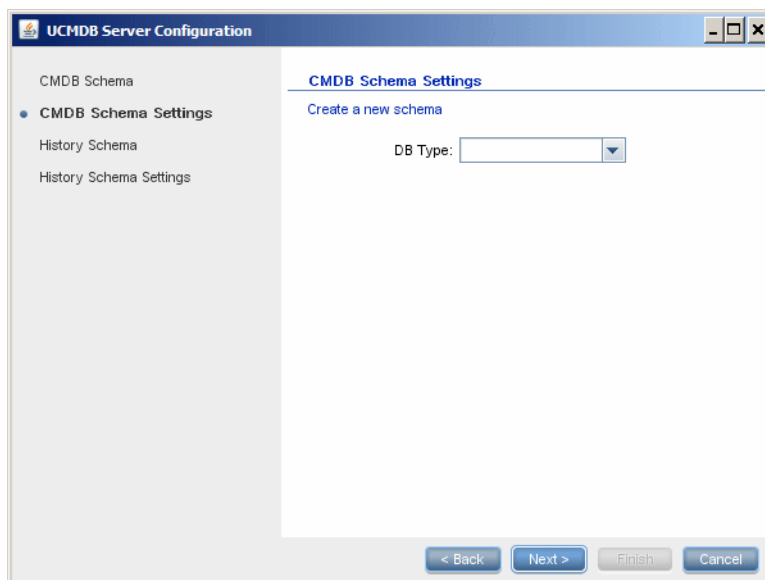 UCMDB Server Configuration
CMDB Schema
CMDB Schema Settings
History Schema
History Schema Settings
CMDB Schema Settings
Create a new schema
DB Type:
< Back Next > Finish Cancel